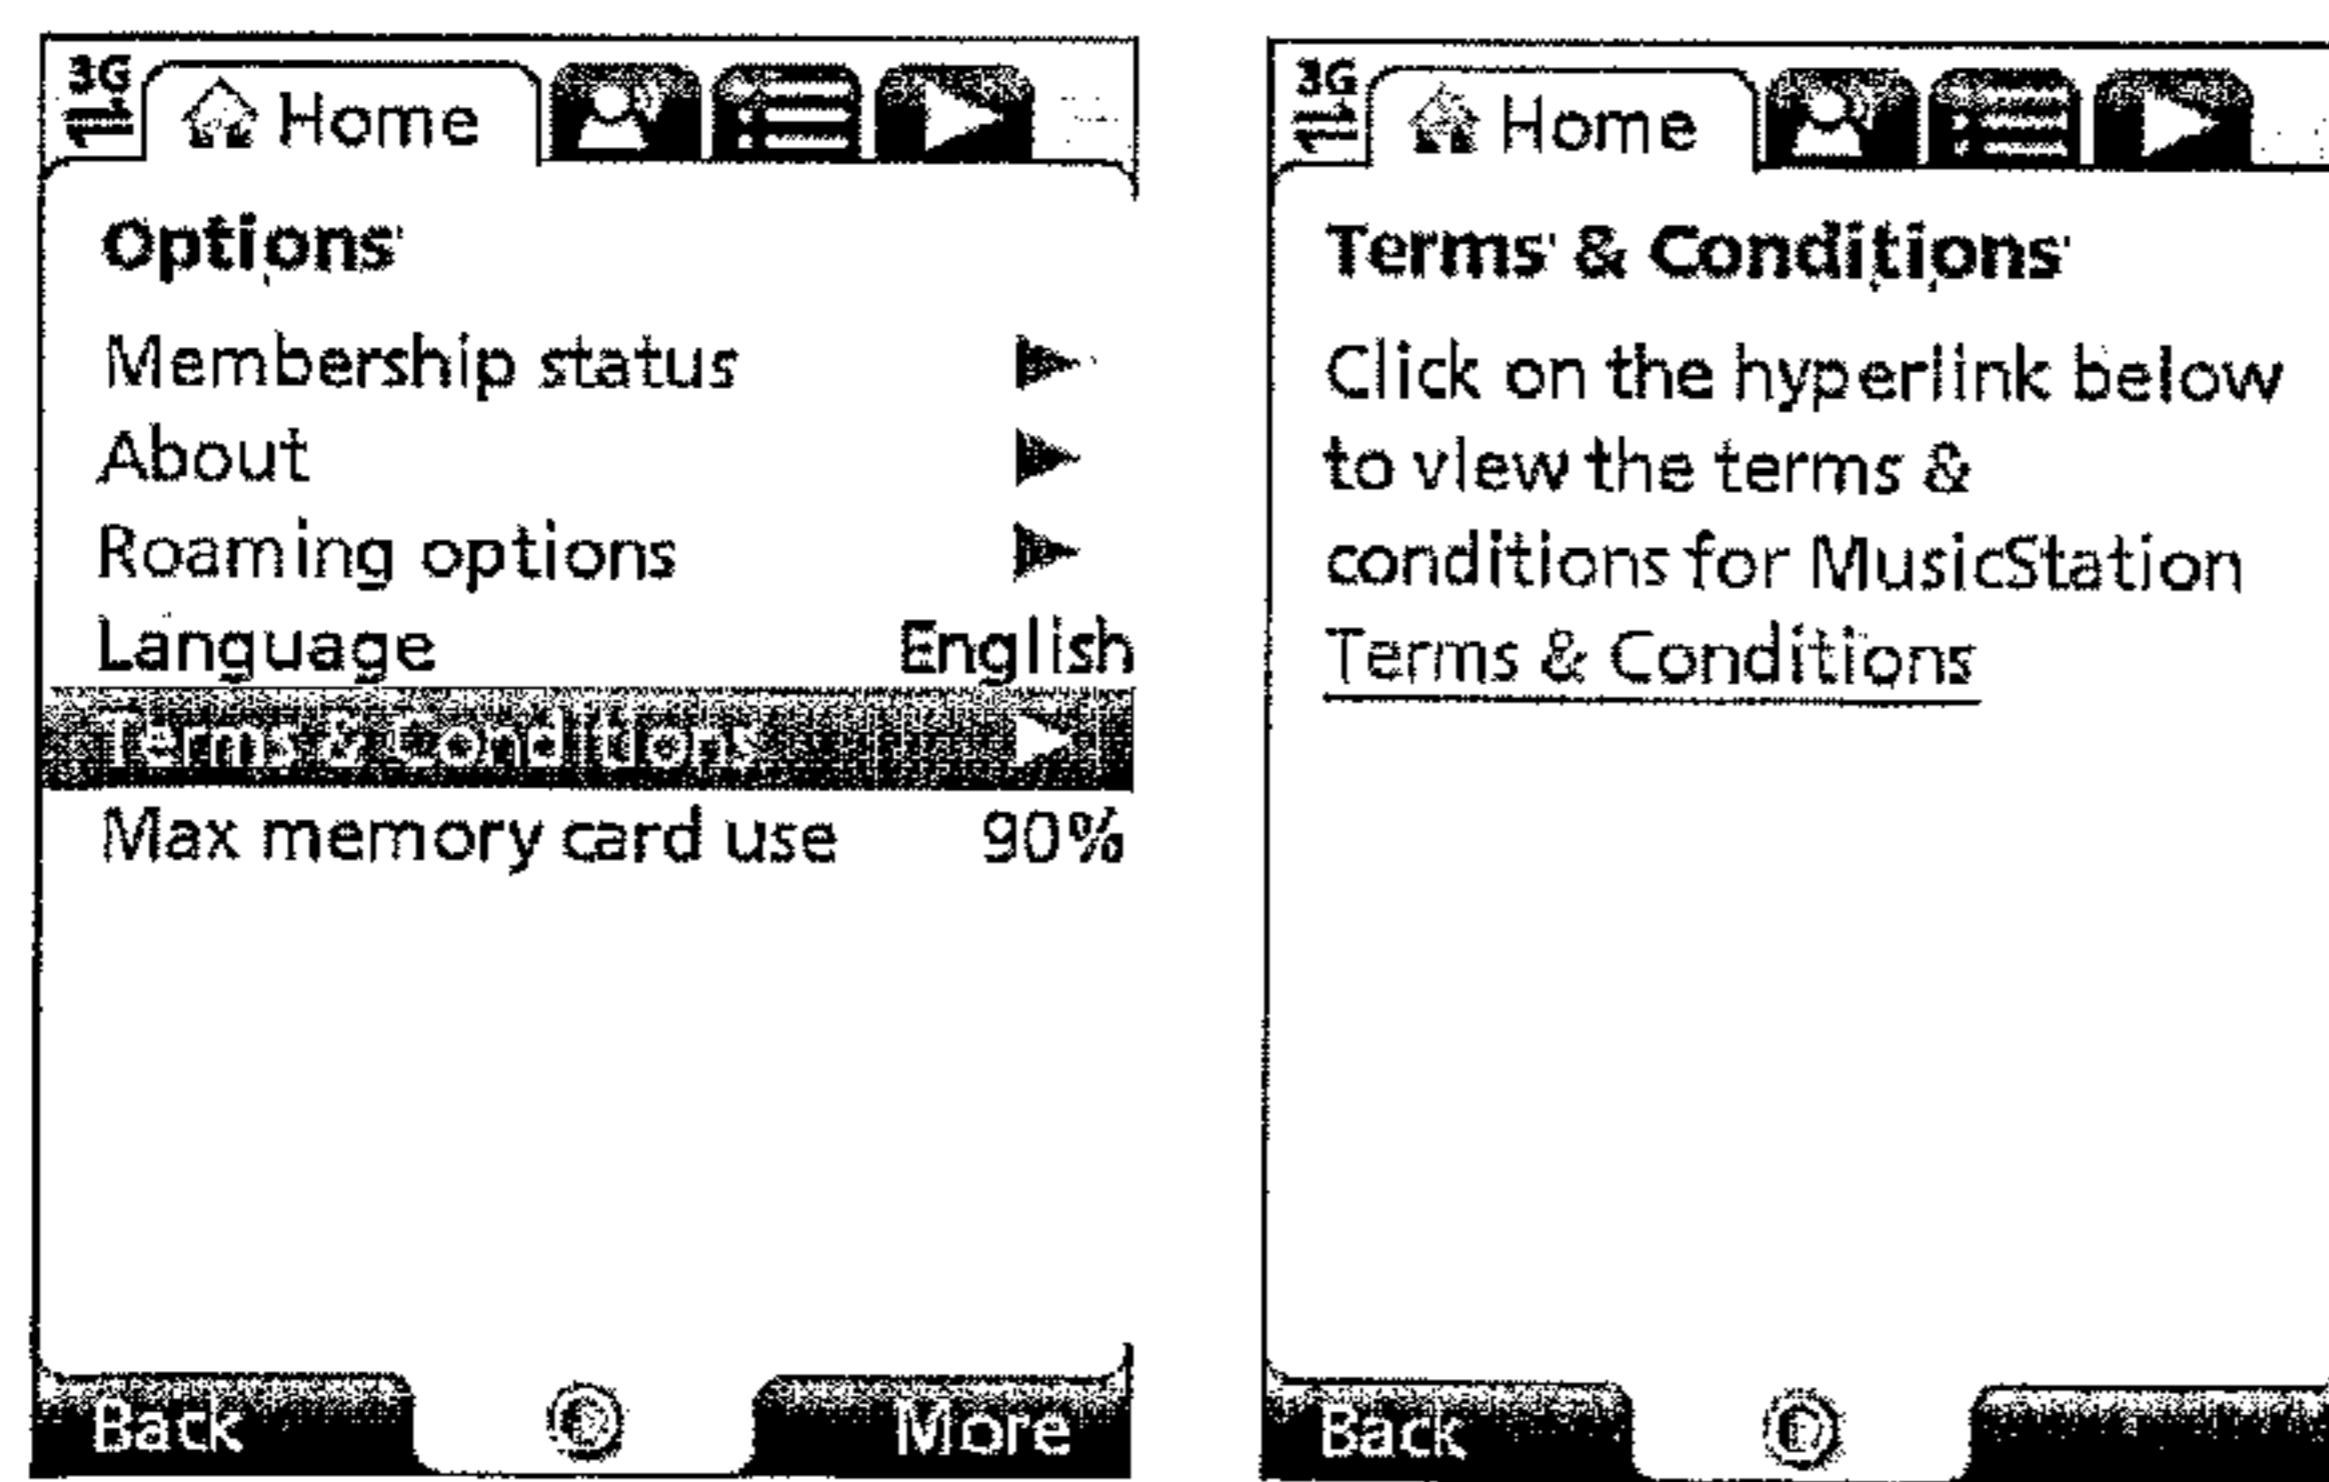 3G
Home
Options
Membership status
About
Roaming options
Language English
Terms & Conditions
Max memory card use 90%
Back More
3G
Home
Terms & Conditions
Click on the hyperlink below
to view the terms &
conditions for MusicStation
Terms & Conditions
Back